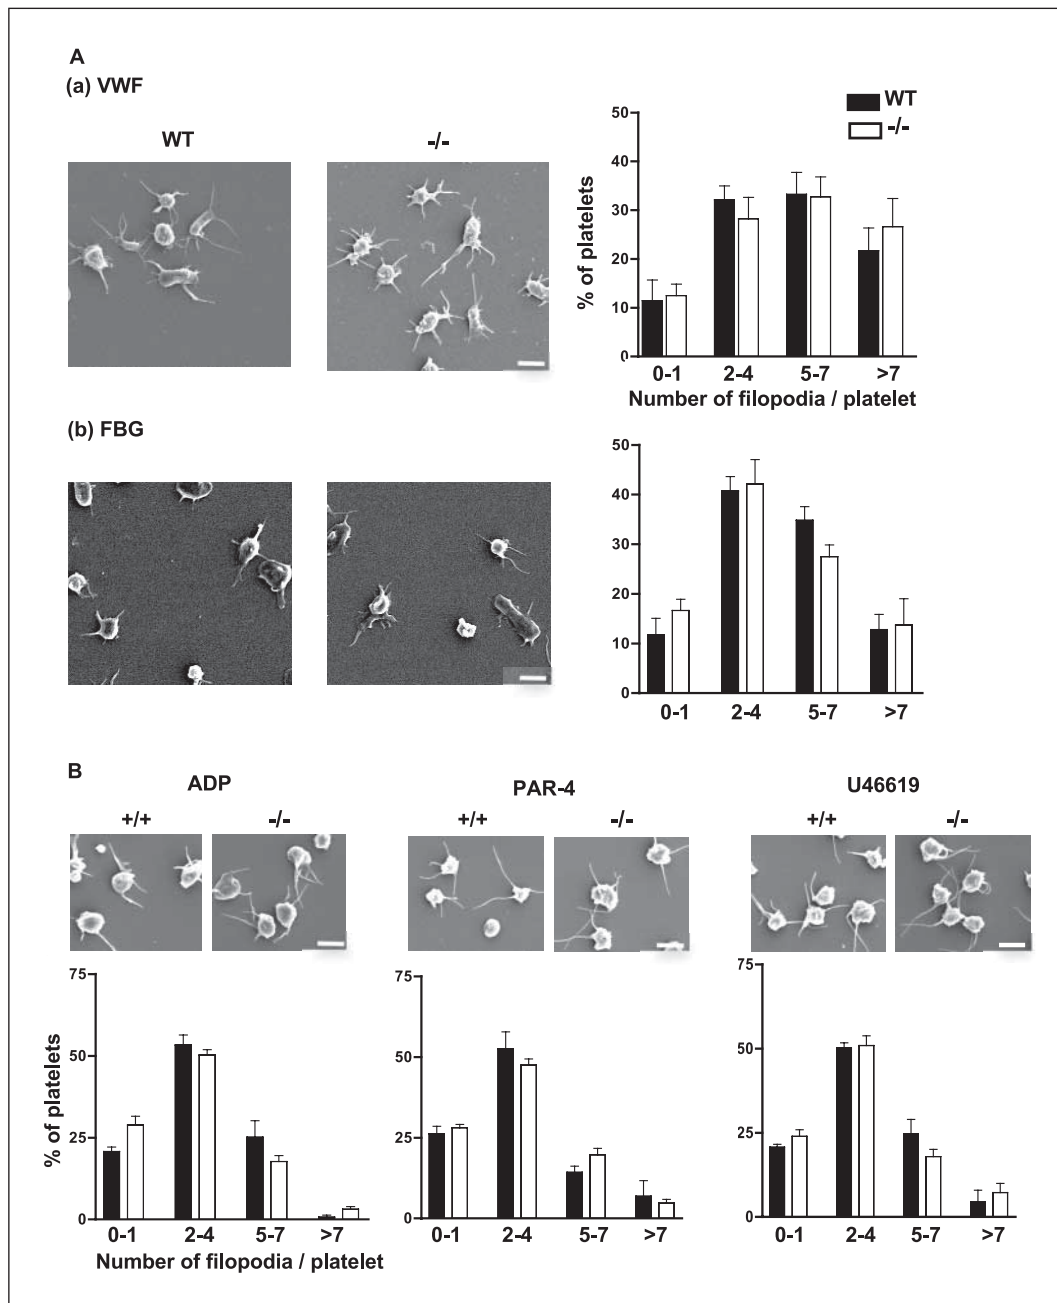 A
(a) VWF
WT
-/-
WT
-/-
% of platelets
50
40
30
20
10
0
0-1 2-4 5-7 >7
Number of filopodia / platelet
(b) FBG
50
40
30
20
10
0
0-1 2-4 5-7 >7
B
ADP
PAR-4
U46619
+/+ -/- +/+ -/- +/+ -/-
% of platelets
75
50
25
0
0-1 2-4 5-7 >7
Number of filopodia / platelet
75
50
25
0
0-1 2-4 5-7 >7
75
50
25
0
0-1 2-4 5-7 >7